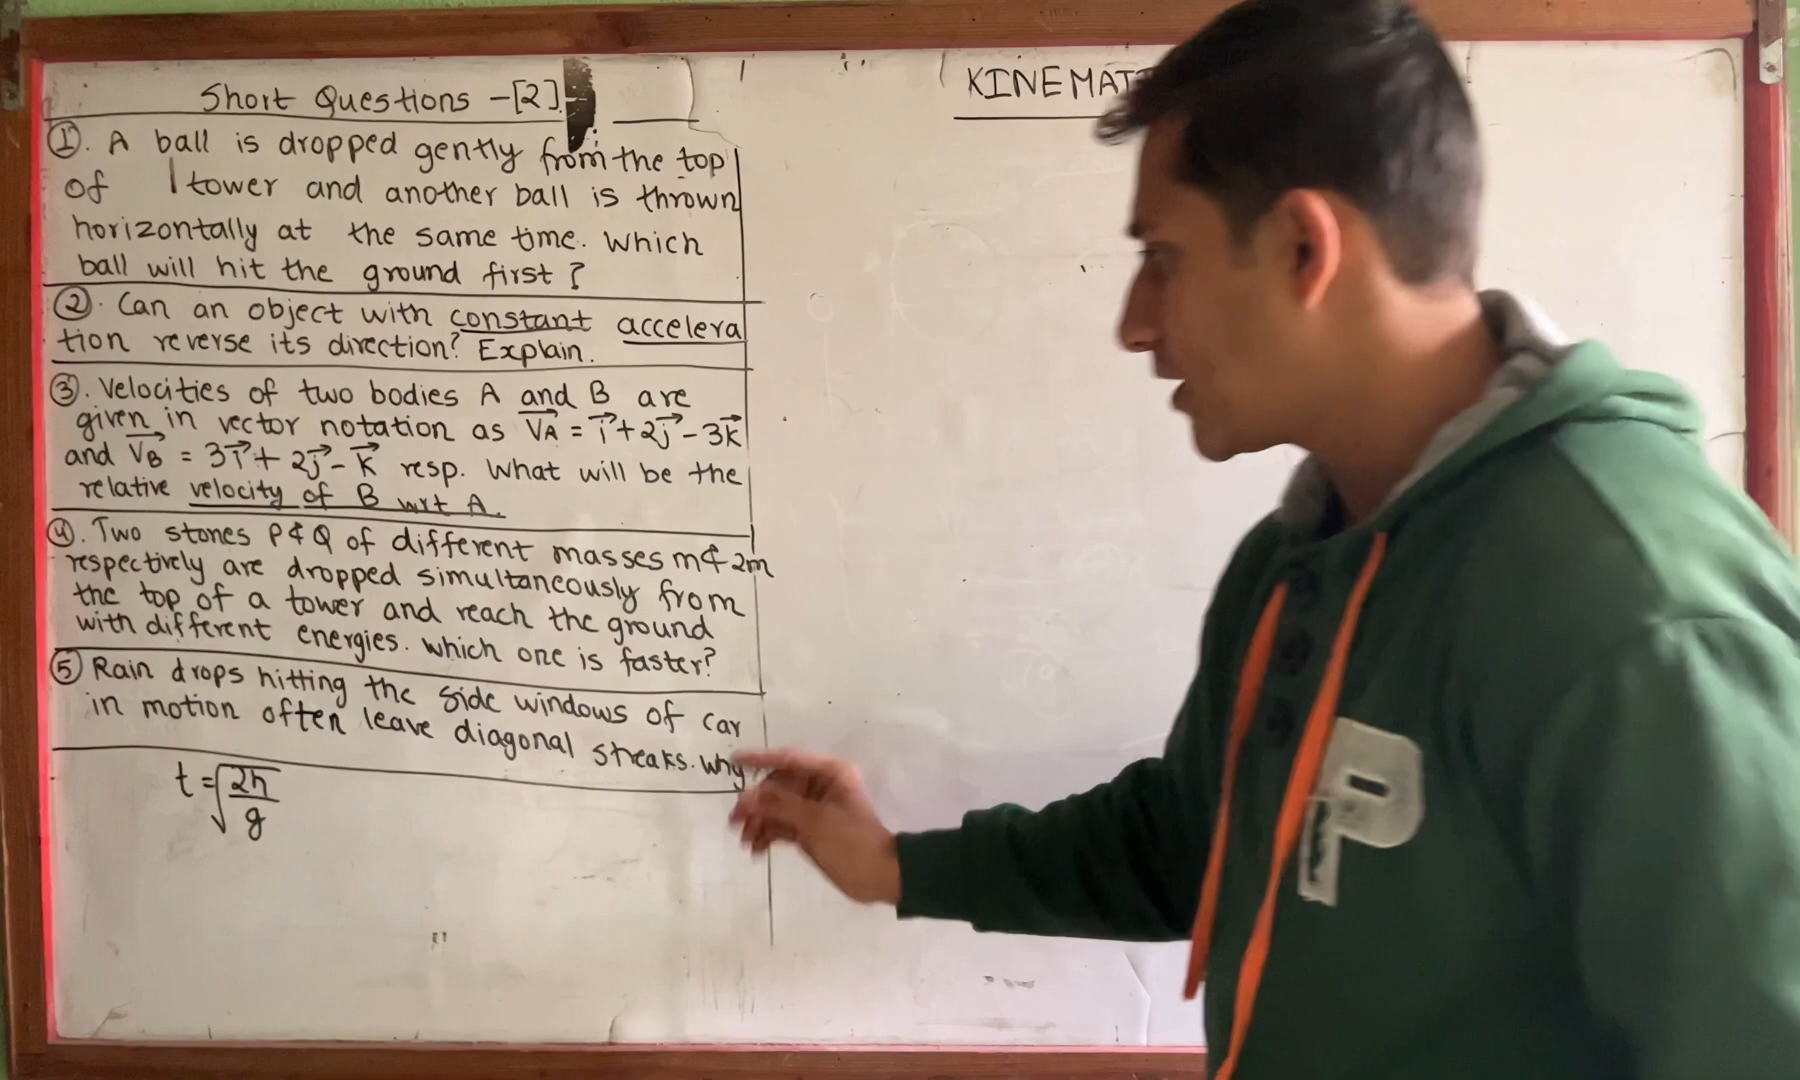 Short Questions -[2]-
①. A ball is dropped gently from the top
of tower and another ball is thrown
horizontally at the same time. Which
ball will hit the ground first?
②. Can an object with constant accelera
tion reverse its direction? Explain.
③. Velocities of two bodies A and B are
given in vector notation as V⃗A = i⃗ + 2j⃗ - 3k⃗
and V⃗B = 3i⃗ + 2j⃗ - k⃗ resp. What will be the
relative velocity of B wrt A.
④. Two stones P & Q of different masses m & 2m
respectively are dropped simultaneously from
the top of a tower and reach the ground
with different energies. Which one is faster?
⑤ Rain drops hitting the side windows of car
in motion often leave diagonal streaks. Why
t = √(2h/g)
KINEMAT
P